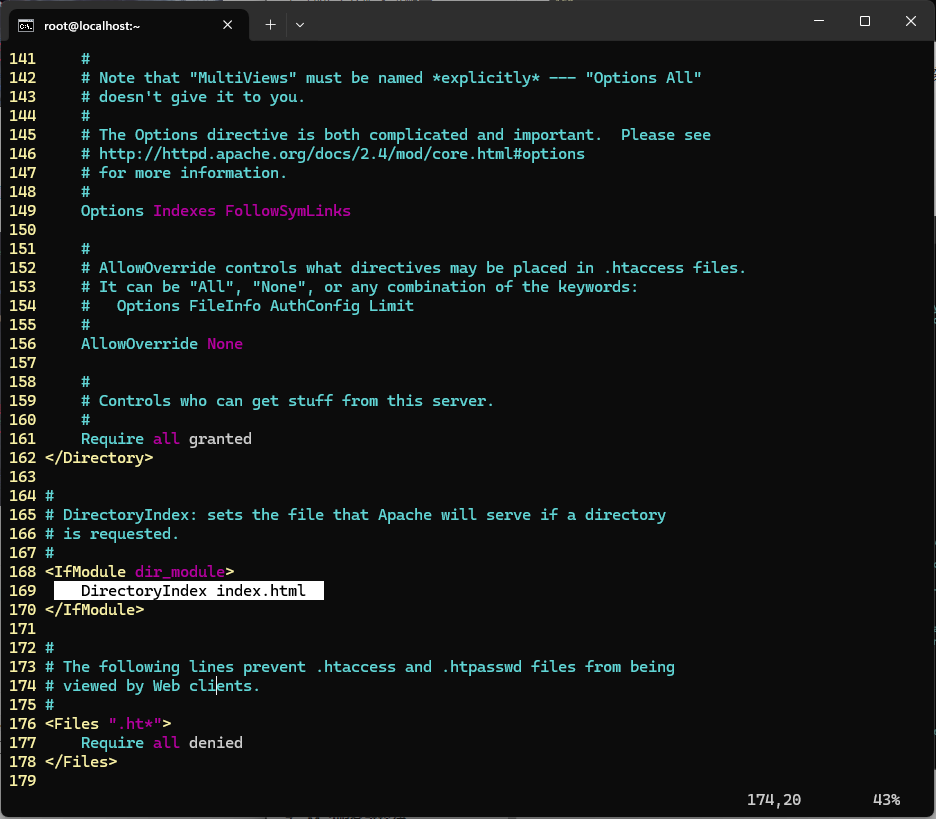 root@localhost:~
141     #
142     # Note that "MultiViews" must be named *explicitly* --- "Options All"
143     # doesn't give it to you.
144     #
145     # The Options directive is both complicated and important.  Please see
146     # http://httpd.apache.org/docs/2.4/mod/core.html#options
147     # for more information.
148     #
149     Options Indexes FollowSymLinks
150
151     #
152     # AllowOverride controls what directives may be placed in .htaccess files.
153     # It can be "All", "None", or any combination of the keywords:
154     #   Options FileInfo AuthConfig Limit
155     #
156     AllowOverride None
157
158     #
159     # Controls who can get stuff from this server.
160     #
161     Require all granted
162 </Directory>
163
164 #
165 # DirectoryIndex: sets the file that Apache will serve if a directory
166 # is requested.
167 #
168 <IfModule dir_module>
169     DirectoryIndex index.html
170 </IfModule>
171
172 #
173 # The following lines prevent .htaccess and .htpasswd files from being
174 # viewed by Web clients.
175 #
176 <Files ".ht*">
177     Require all denied
178 </Files>
179
174,20        43%